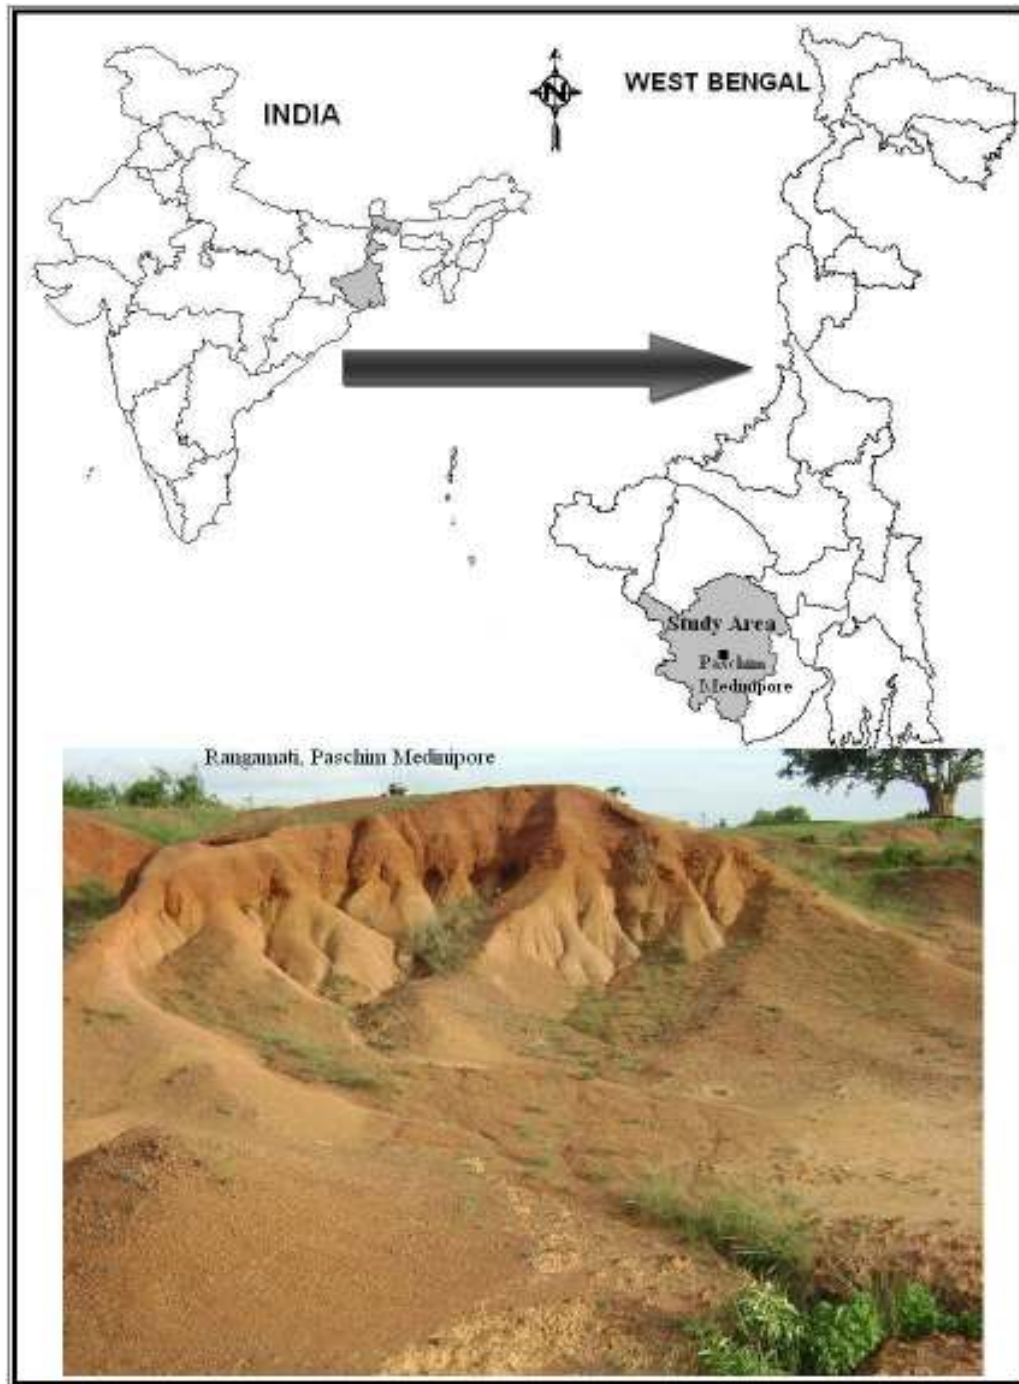 INDIA
N
WEST BENGAL
Study Area
Paschim
Medinipore
Rangamati, Paschim Medinipore